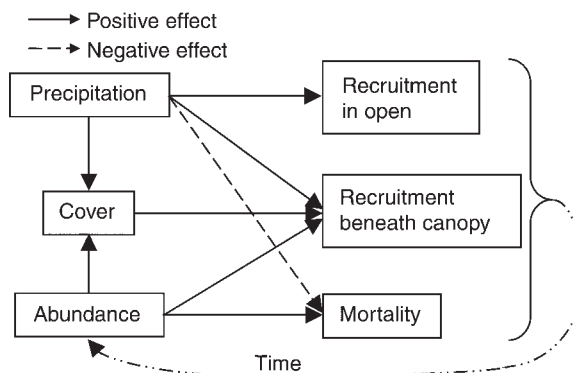 Positive effect
Negative effect
Precipitation
Recruitment
in open
Cover
Recruitment
beneath canopy
Abundance
Mortality
Time